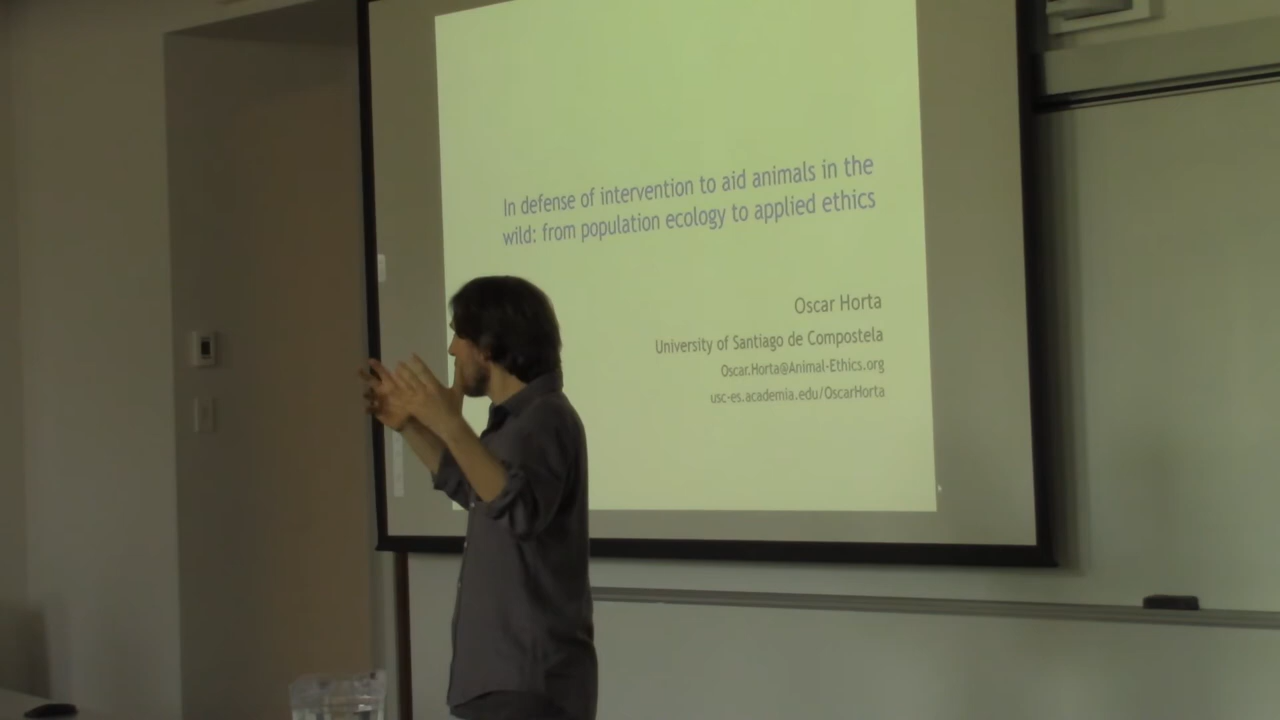 In defense of intervention to aid animals in the
wild: from population ecology to applied ethics
Oscar Horta
University of Santiago de Compostela
Oscar.Horta@Animal-Ethics.org
usc-es.academia.edu/OscarHorta